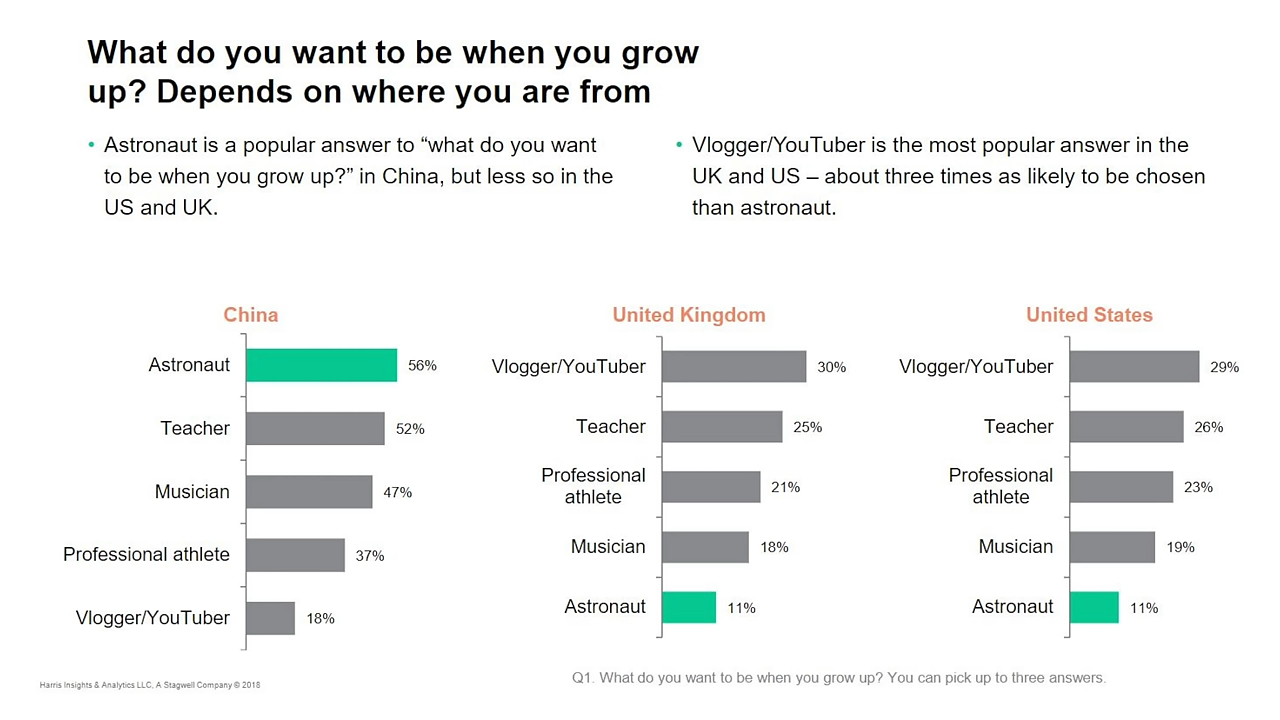 What do you want to be when you grow
up? Depends on where you are from
• Astronaut is a popular answer to “what do you want
to be when you grow up?” in China, but less so in the
US and UK.
• Vlogger/YouTuber is the most popular answer in the
UK and US – about three times as likely to be chosen
than astronaut.
China
Astronaut 56%
Teacher 52%
Musician 47%
Professional athlete 37%
Vlogger/YouTuber 18%
United Kingdom
Vlogger/YouTuber 30%
Teacher 25%
Professional
athlete 21%
Musician 18%
Astronaut 11%
United States
Vlogger/YouTuber 29%
Teacher 26%
Professional
athlete 23%
Musician 19%
Astronaut 11%
Harris Insights & Analytics LLC, A Stagwell Company © 2018
Q1. What do you want to be when you grow up? You can pick up to three answers.